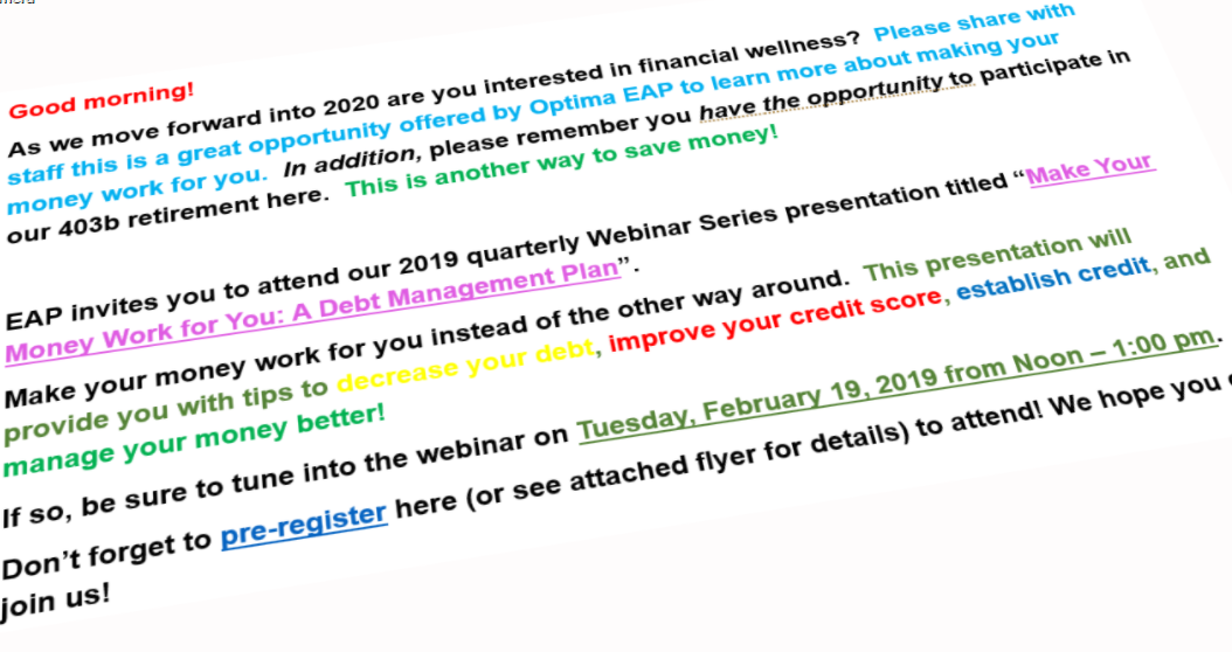 Good morning!
As we move forward into 2020 are you interested in financial wellness? Please share with
staff this is a great opportunity offered by Optima EAP to learn more about making your
money work for you. In addition, please remember you have the opportunity to participate in
our 403b retirement here. This is another way to save money!
EAP invites you to attend our 2019 quarterly Webinar Series presentation titled “Make Your
Money Work for You: A Debt Management Plan”.
Make your money work for you instead of the other way around. This presentation will
provide you with tips to decrease your debt, improve your credit score, establish credit, and
manage your money better!
If so, be sure to tune into the webinar on Tuesday, February 19, 2019 from Noon – 1:00 pm.
Don’t forget to pre-register here (or see attached flyer for details) to attend! We hope you
join us!